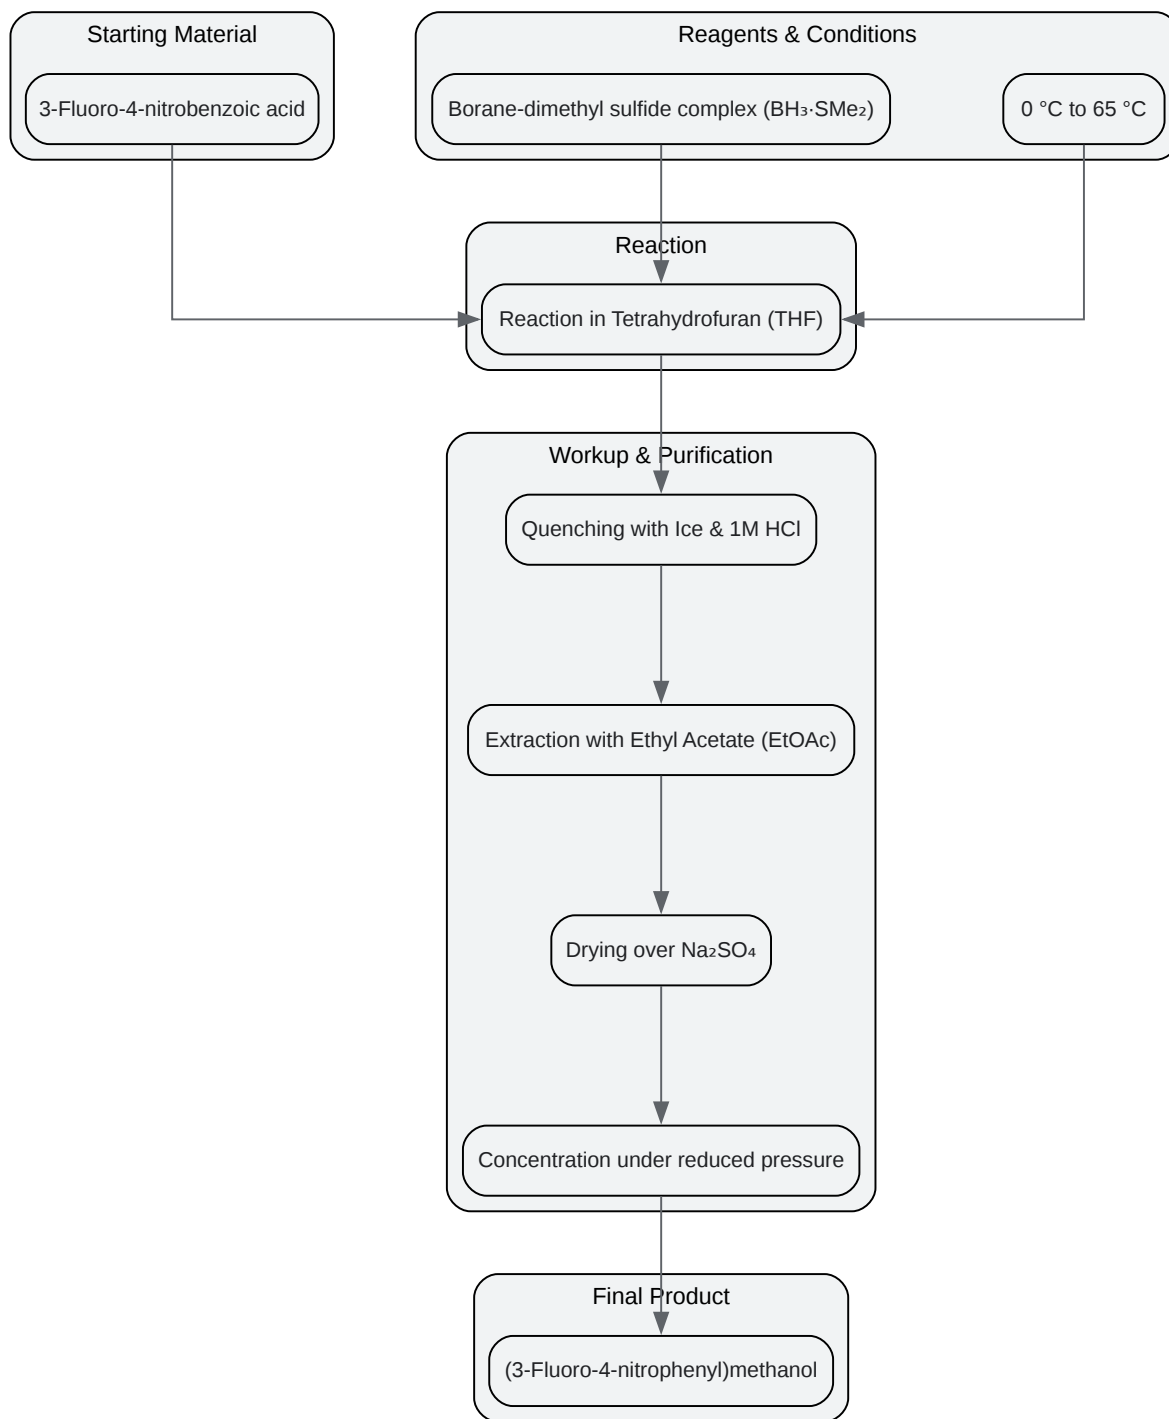 Starting Material
3-Fluoro-4-nitrobenzoic acid
Reagents & Conditions
Borane-dimethyl sulfide complex (BH₃·SMe₂)
0 °C to 65 °C
Reaction
Reaction in Tetrahydrofuran (THF)
Workup & Purification
Quenching with Ice & 1M HCl
Extraction with Ethyl Acetate (EtOAc)
Drying over Na₂SO₄
Concentration under reduced pressure
Final Product
(3-Fluoro-4-nitrophenyl)methanol